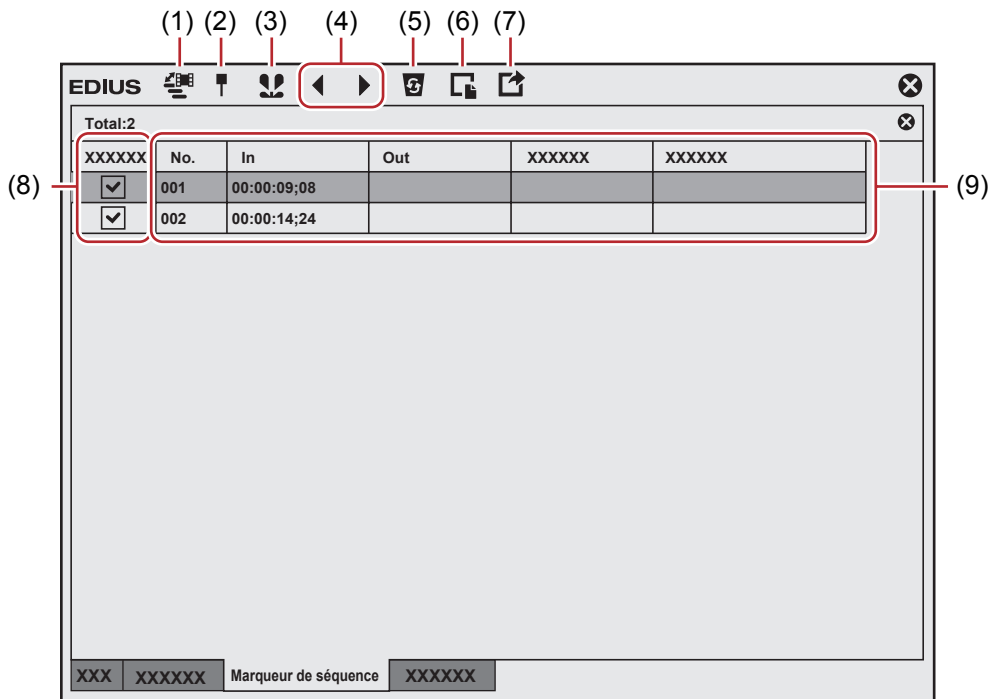 (1) (2) (3) (4) (5) (6) (7)
EDIUS
Total:2
XXXXXX No. In Out XXXXXX XXXXXX
(8) 001 00:00:09;08 (9)
002 00:00:14;24
XXX XXXXXX Marqueur de séquence XXXXXX